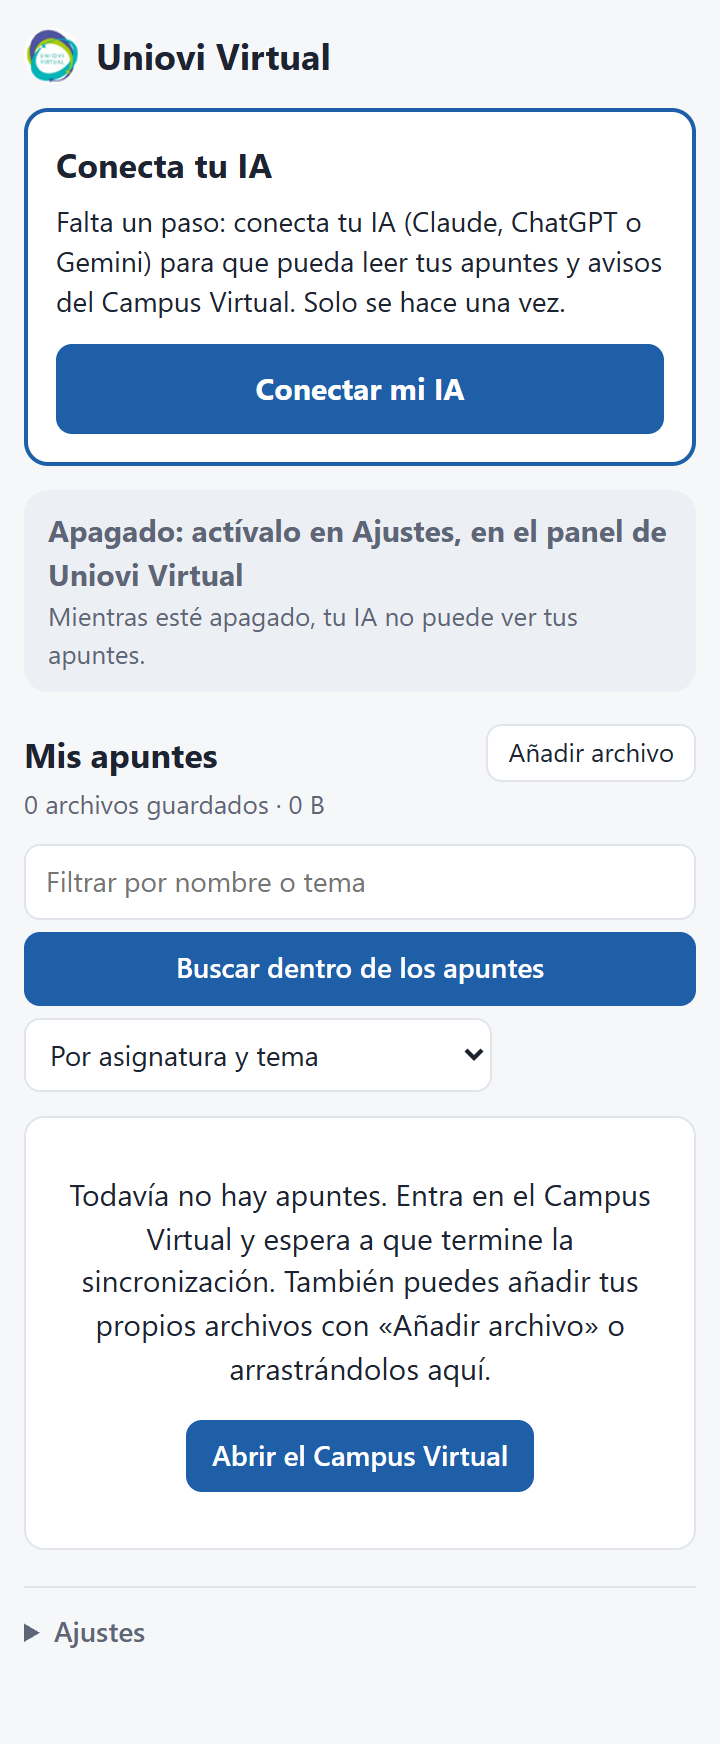 UNIOVI
VIRTUAL
Uniovi Virtual
Conecta tu IA
Falta un paso: conecta tu IA (Claude, ChatGPT o
Gemini) para que pueda leer tus apuntes y avisos
del Campus Virtual. Solo se hace una vez.
Conectar mi IA
Apagado: actívalo en Ajustes, en el panel de
Uniovi Virtual
Mientras esté apagado, tu IA no puede ver tus
apuntes.
Mis apuntes
Añadir archivo
0 archivos guardados · 0 B
Filtrar por nombre o tema
Buscar dentro de los apuntes
Por asignatura y tema
Todavía no hay apuntes. Entra en el Campus
Virtual y espera a que termine la
sincronización. También puedes añadir tus
propios archivos con «Añadir archivo» o
arrastrándolos aquí.
Abrir el Campus Virtual
Ajustes